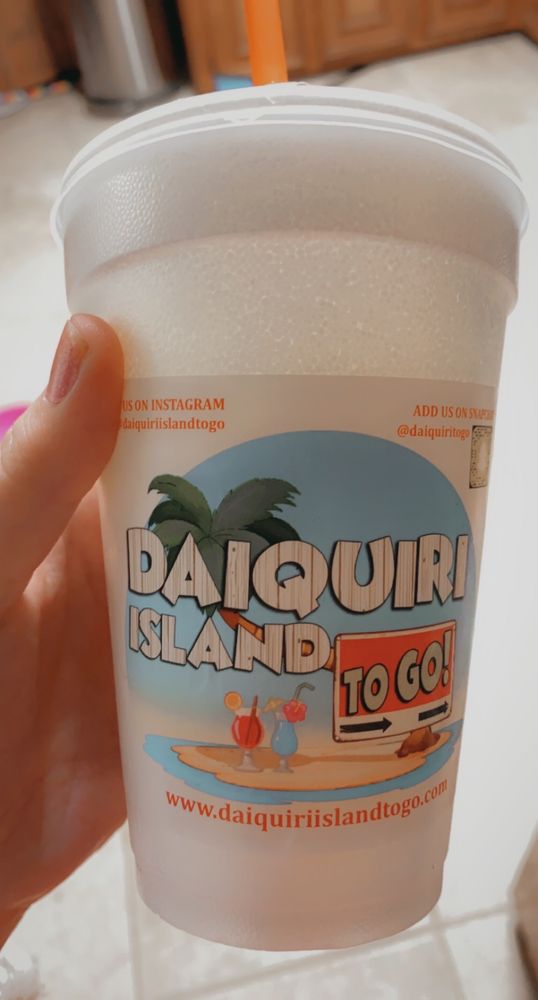 US ON INSTAGRAM
@daiquiriislandtogo
ADD US ON SNAPCHAT
@daiquiritogo
DAIQUIRI
ISLAND
TO GO!
www.daiquiriislandtogo.com